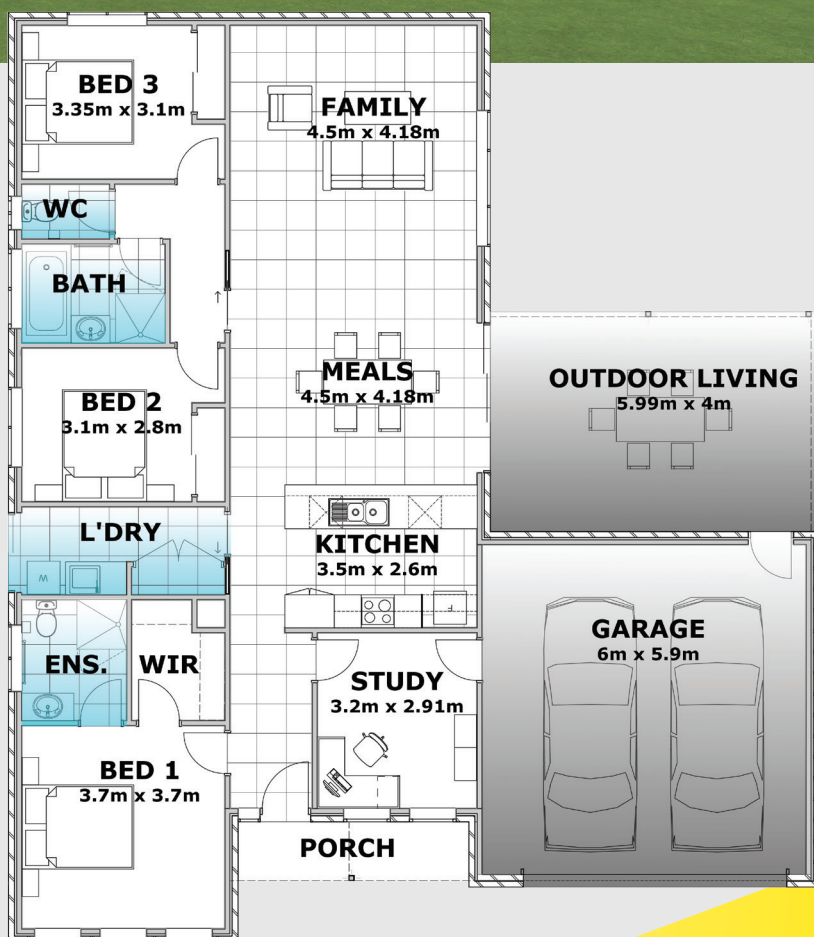 BED 3
3.35m x 3.1m
FAMILY
4.5m x 4.18m
WC
BATH
MEALS
4.5m x 4.18m
OUTDOOR LIVING
5.99m x 4m
BED 2
3.1m x 2.8m
L'DRY
W
KITCHEN
3.5m x 2.6m
F
GARAGE
6m x 5.9m
ENS.
WIR
STUDY
3.2m x 2.91m
BED 1
3.7m x 3.7m
PORCH